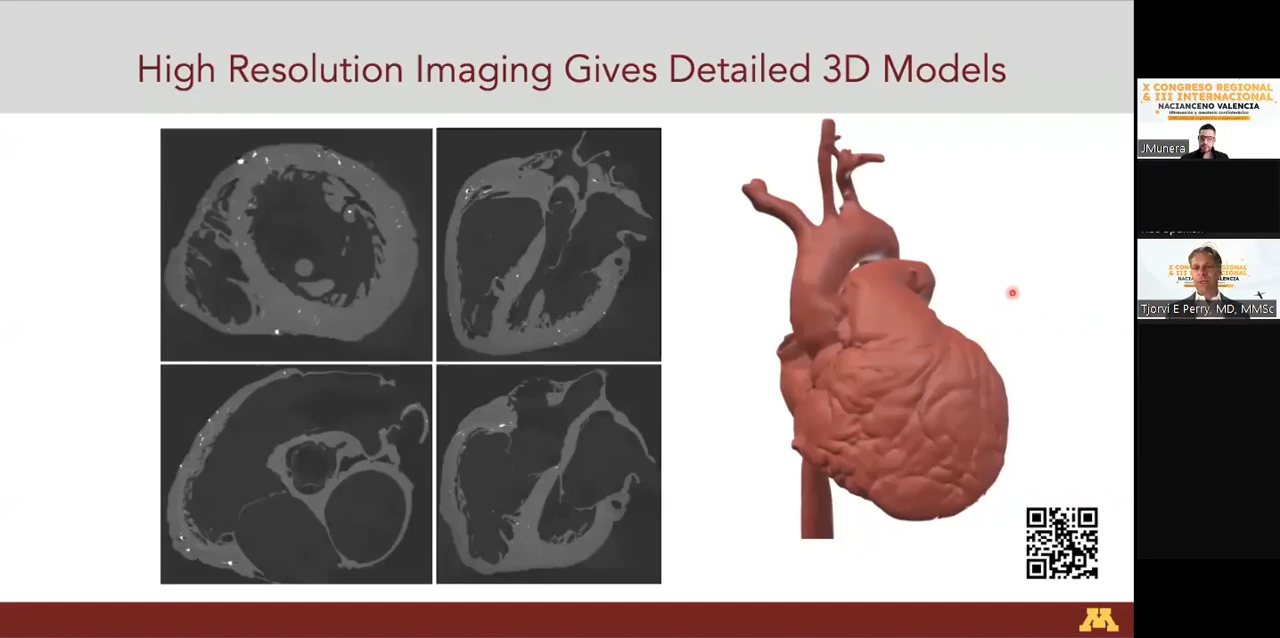 High Resolution Imaging Gives Detailed 3D Models
X CONGRESO REGIONAL
& III INTERNACIONAL
NACIANCENO VALENCIA
JMunera
Tjorvi E Perry, MD, MMSc
M